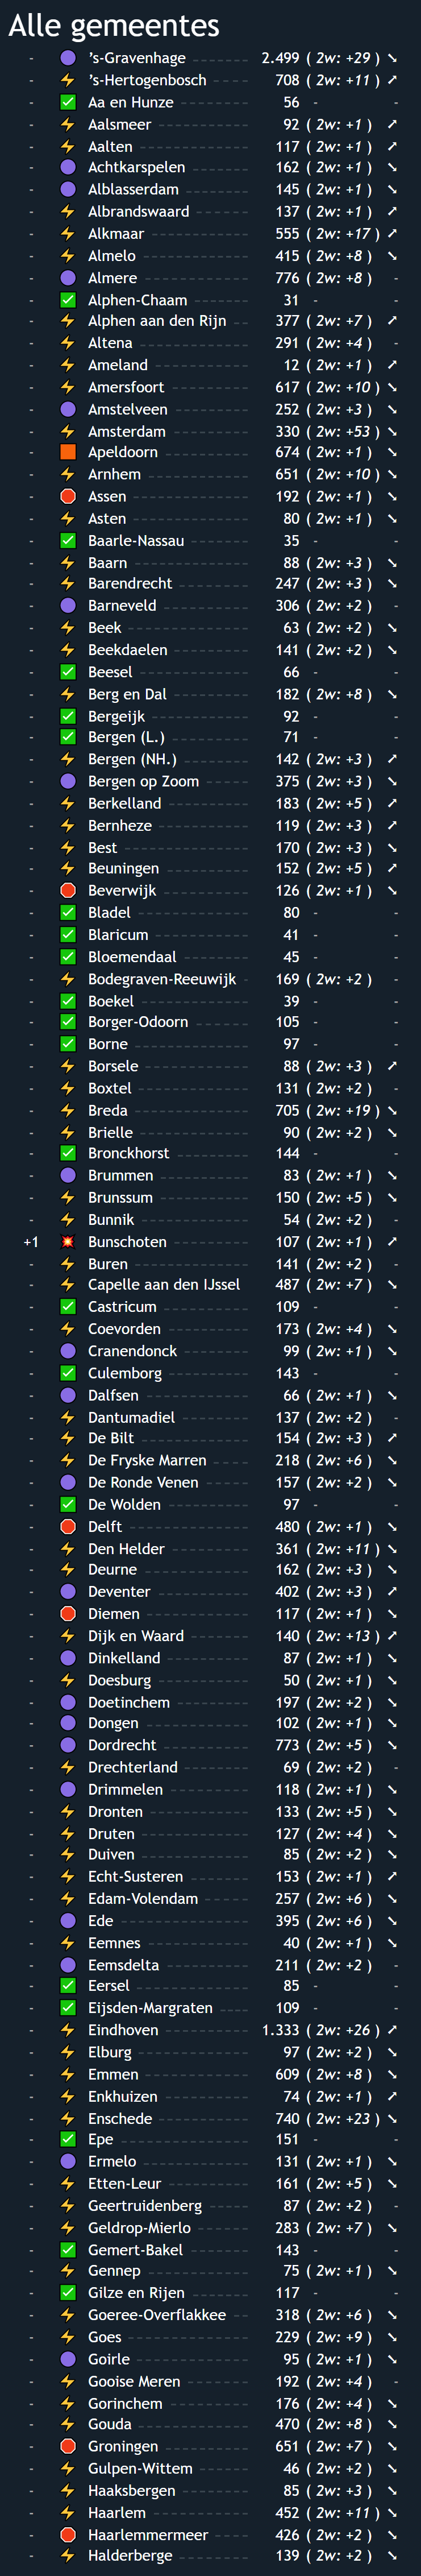 Alle gemeentes
- 's-Gravenhage 2.499 ( 2w: +29 )
- 's-Hertogenbosch 708 ( 2w: +11 )
- Aa en Hunze 56 - -
- Aalsmeer 92 ( 2w: +1 )
- Aalten 117 ( 2w: +1 )
- Achtkarspelen 162 ( 2w: +1 )
- Alblasserdam 145 ( 2w: +1 )
- Albrandswaard 137 ( 2w: +1 )
- Alkmaar 555 ( 2w: +17 )
- Almelo 415 ( 2w: +8 )
- Almere 776 ( 2w: +8 ) -
- Alphen-Chaam 31 - -
- Alphen aan den Rijn 377 ( 2w: +7 )
- Altena 291 ( 2w: +4 ) -
- Ameland 12 ( 2w: +1 )
- Amersfoort 617 ( 2w: +10 )
- Amstelveen 252 ( 2w: +3 )
- Amsterdam 330 ( 2w: +53 )
- Apeldoorn 674 ( 2w: +1 )
- Arnhem 651 ( 2w: +10 )
- Assen 192 ( 2w: +1 )
- Asten 80 ( 2w: +1 )
- Baarle-Nassau 35 - -
- Baarn 88 ( 2w: +3 )
- Barendrecht 247 ( 2w: +3 )
- Barneveld 306 ( 2w: +2 )
- Beek 63 ( 2w: +2 )
- Beekdaelen 141 ( 2w: +2 )
- Beesel 66 - -
- Berg en Dal 182 ( 2w: +8 )
- Bergeijk 92 - -
- Bergen (L.) 71 - -
- Bergen (NH.) 142 ( 2w: +3 )
- Bergen op Zoom 375 ( 2w: +3 )
- Berkelland 183 ( 2w: +5 )
- Bernheze 119 ( 2w: +3 )
- Best 170 ( 2w: +3 )
- Beuningen 152 ( 2w: +5 )
- Beverwijk 126 ( 2w: +1 )
- Bladel 80 - -
- Blaricum 41 - -
- Bloemendaal 45 - -
- Bodegraven-Reeuwijk 169 ( 2w: +2 ) -
- Boekel 39 - -
- Borger-Odoorn 105 - -
- Borne 97 - -
- Borsele 88 ( 2w: +3 )
- Boxtel 131 ( 2w: +2 ) -
- Breda 705 ( 2w: +19 )
- Brielle 90 ( 2w: +2 )
- Bronckhorst 144 - -
- Brummen 83 ( 2w: +1 )
- Brunssum 150 ( 2w: +5 )
- Bunnik 54 ( 2w: +2 ) -
+1 Bunschoten 107 ( 2w: +1 )
- Buren 141 ( 2w: +2 ) -
- Capelle aan den IJssel 487 ( 2w: +7 )
- Castricum 109 - -
- Coevorden 173 ( 2w: +4 )
- Cranendonck 99 ( 2w: +1 )
- Culemborg 143 - -
- Dalfsen 66 ( 2w: +1 )
- Dantumadiel 137 ( 2w: +2 ) -
- De Bilt 154 ( 2w: +3 )
- De Fryske Marren 218 ( 2w: +6 )
- De Ronde Venen 157 ( 2w: +2 )
- De Wolden 97 - -
- Delft 480 ( 2w: +1 )
- Den Helder 361 ( 2w: +11 )
- Deurne 162 ( 2w: +3 )
- Deventer 402 ( 2w: +3 )
- Diemen 117 ( 2w: +1 )
- Dijk en Waard 140 ( 2w: +13 )
- Dinkelland 87 ( 2w: +1 )
- Doesburg 50 ( 2w: +1 )
- Doetinchem 197 ( 2w: +2 )
- Dongen 102 ( 2w: +1 )
- Dordrecht 773 ( 2w: +5 )
- Drechterland 69 ( 2w: +2 ) -
- Drimmelen 118 ( 2w: +1 )
- Dronten 133 ( 2w: +5 )
- Druten 127 ( 2w: +4 )
- Duiven 85 ( 2w: +2 )
- Echt-Susteren 153 ( 2w: +1 )
- Edam-Volendam 257 ( 2w: +6 )
- Ede 395 ( 2w: +6 )
- Eemnes 40 ( 2w: +1 )
- Eemsdelta 211 ( 2w: +2 ) -
- Eersel 85 - -
- Eijsden-Margraten 109 - -
- Eindhoven 1.333 ( 2w: +26 )
- Elburg 97 ( 2w: +2 )
- Emmen 609 ( 2w: +8 )
- Enkhuizen 74 ( 2w: +1 )
- Enschede 740 ( 2w: +23 )
- Epe 151 - -
- Ermelo 131 ( 2w: +1 )
- Etten-Leur 161 ( 2w: +5 )
- Geertruidenberg 87 ( 2w: +2 ) -
- Geldrop-Mierlo 283 ( 2w: +7 )
- Gemert-Bakel 143 - -
- Gennep 75 ( 2w: +1 )
- Gilze en Rijen 117 - -
- Goeree-Overflakkee 318 ( 2w: +6 )
- Goes 229 ( 2w: +9 )
- Goirle 95 ( 2w: +1 )
- Gooise Meren 192 ( 2w: +4 ) -
- Gorinchem 176 ( 2w: +4 )
- Gouda 470 ( 2w: +8 )
- Groningen 651 ( 2w: +7 )
- Gulpen-Wittem 46 ( 2w: +2 )
- Haaksbergen 85 ( 2w: +3 )
- Haarlem 452 ( 2w: +11 )
- Haarlemmermeer 426 ( 2w: +2 )
- Halderberge 139 ( 2w: +2 )